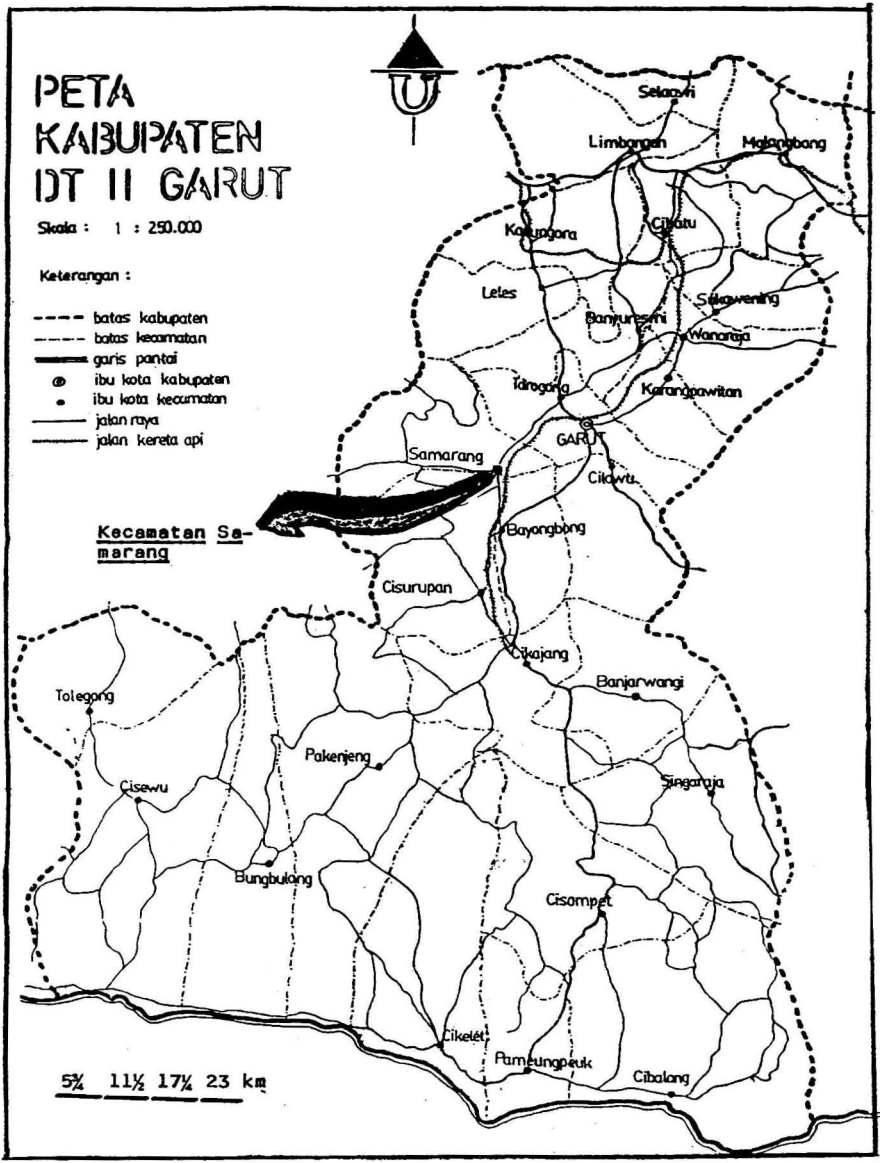 PETA
KABUPATEN
DT II GARUT
Skala : 1 : 250.000
Keterangan :
batas kabupaten
batas kecamatan
garis pantai
ibu kota kabupaten
ibu kota kecamatan
jalan raya
jalan kereta api
Selaawi
Limbangan
Malangbong
Kadungora
Cibatu
Leles
Sukawening
Banyuresmi
Wanaraja
Tarogong
Karangpawitan
GARUT
Samarang
Cilawu
Kecamatan Sa-
marang
Bayongbong
Cisurupan
Cikajang
Banjarwangi
Tolegong
Pakenjeng
Singaraja
Cisewu
Bungbulang
Cisompet
Cikelet
Pameungpeuk
Cibalong
5¾ 11½ 17¼ 23 km